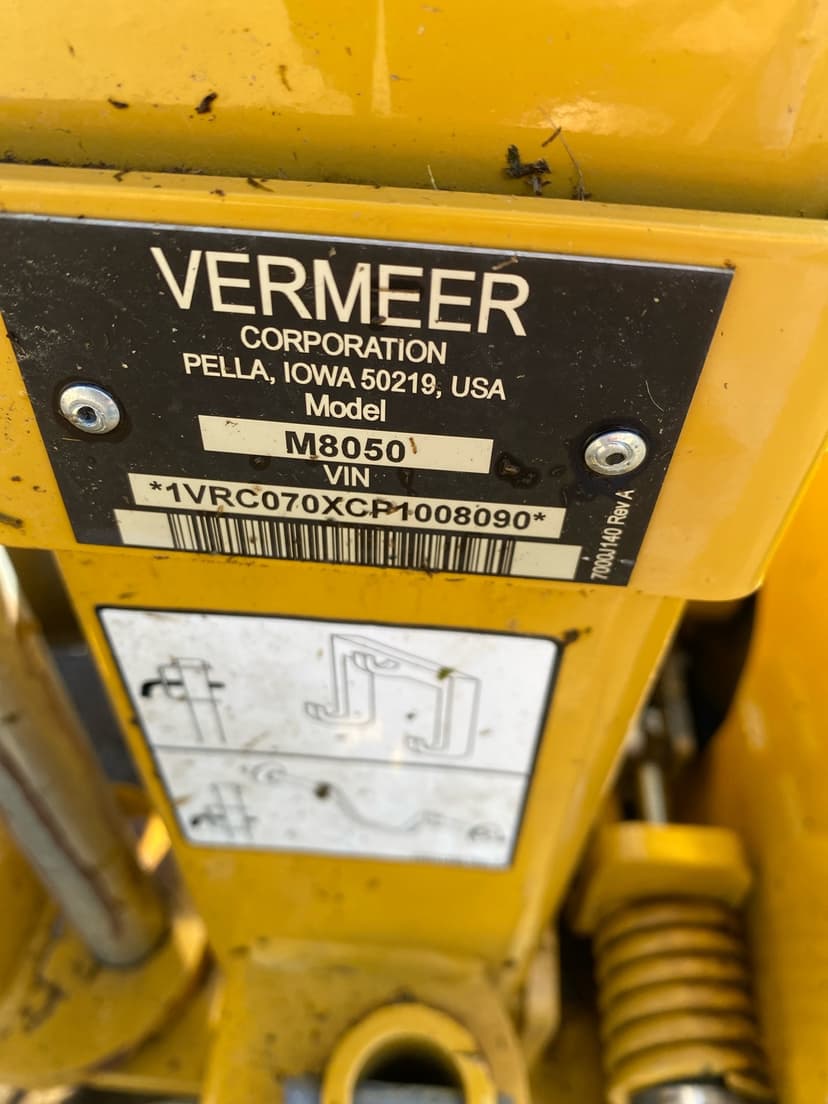 VERMEER
CORPORATION
PELLA, IOWA 50219, USA
Model
M8050
VIN
*1VRC070XCP1008090*
7000J140 Rev A